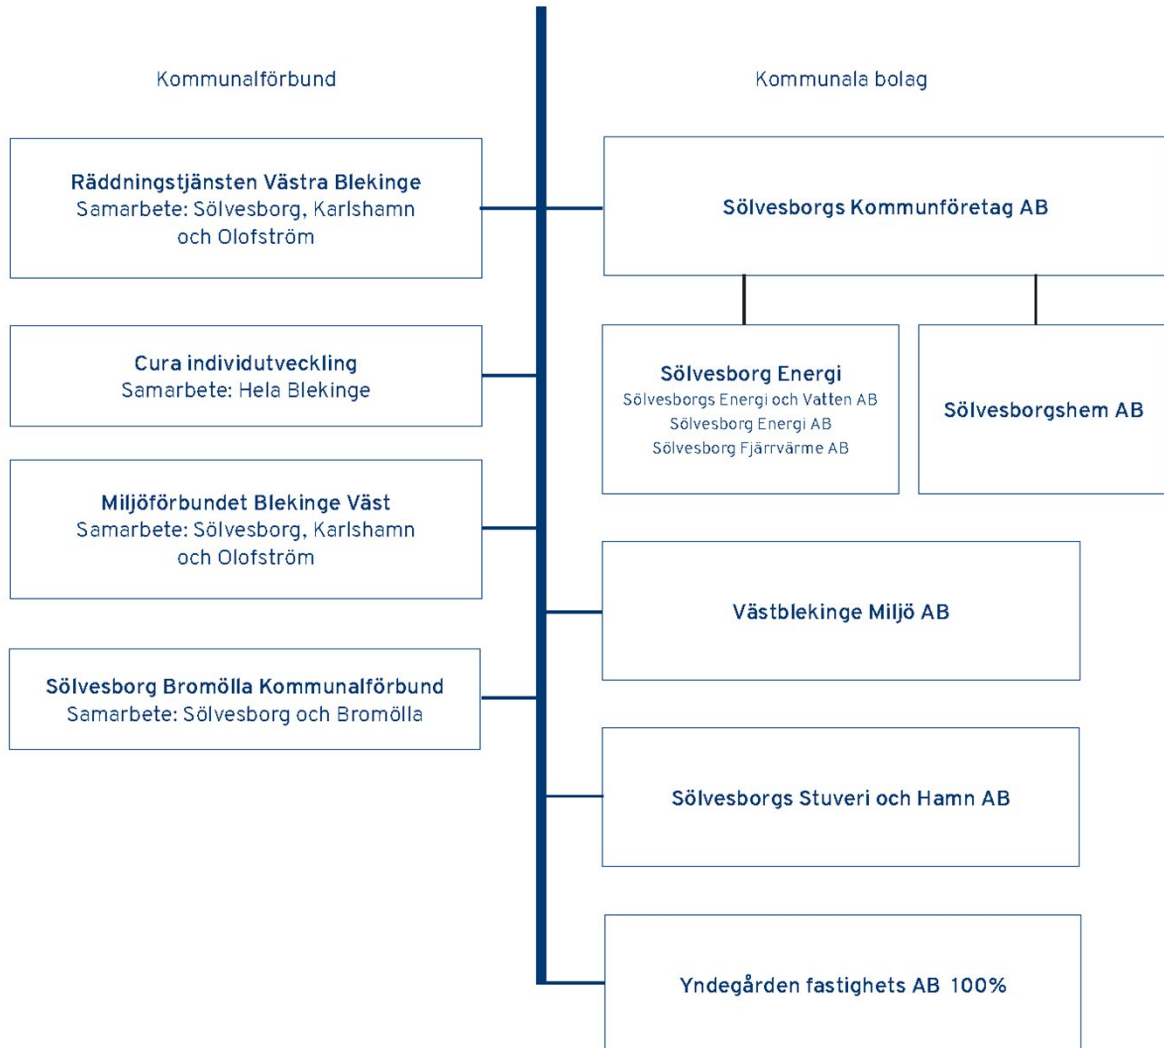 Kommunalförbund
Räddningstjänsten Västra Blekinge
Samarbete: Sölvesborg, Karlshamn
och Olofström
Cura individutveckling
Samarbete: Hela Blekinge
Miljöförbundet Blekinge Väst
Samarbete: Sölvesborg, Karlshamn
och Olofström
Sölvesborg Bromölla Kommunalförbund
Samarbete: Sölvesborg och Bromölla
Kommunala bolag
Sölvesborgs Kommunföretag AB
Sölvesborg Energi
Sölvesborgs Energi och Vatten AB
Sölvesborg Energi AB
Sölvesborg Fjärrvärme AB
Sölvesborgshem AB
Västblekinge Miljö AB
Sölvesborgs Stuveri och Hamn AB
Yndegården fastighets AB 100%